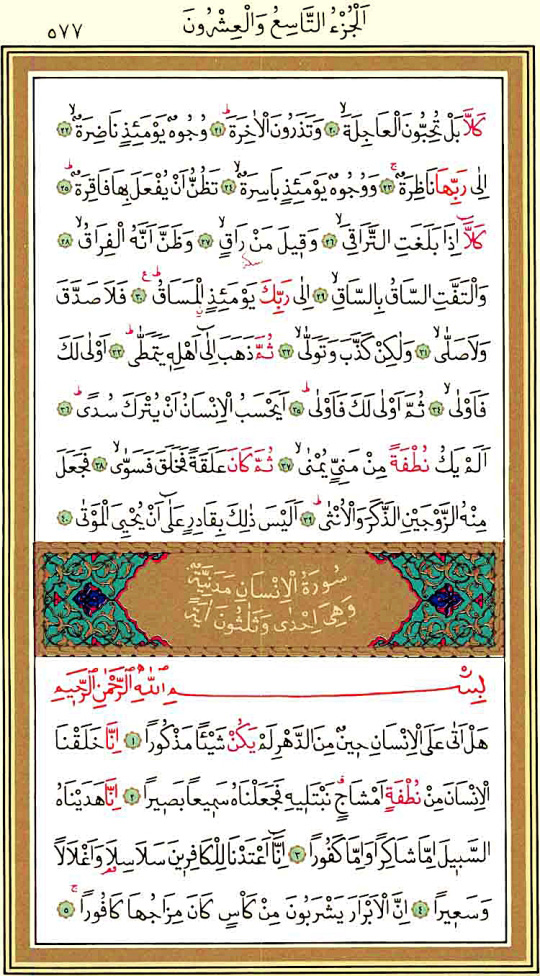 اَلْجُزْءُ التَّاسِعُ وَالْعِشْرُونَ
٥٧٧
كَلَّا بَلْ تُحِبُّونَ الْعَاجِلَةَۙ ٢٠ وَتَذَرُونَ الْاٰخِرَةَۜ ٢١ وُجُوهٌ يَوْمَئِذٍ نَاضِرَةٌۙ ٢٢
اِلٰى رَبِّهَا نَاظِرَةٌۚ ٢٣ وَوُجُوهٌ يَوْمَئِذٍ بَاسِرَةٌۙ ٢٤ تَظُنُّ اَنْ يُفْعَلَ بِهَا فَاقِرَةٌۜ ٢٥
كَلَّٓا اِذَا بَلَغَتِ التَّرَاقِيَۙ ٢٦ وَقِيلَ مَنْ رَاقٍۙ ٢٧ وَظَنَّ اَنَّهُ الْفِرَاقُۙ ٢٨
وَالْتَفَّتِ السَّاقُ بِالسَّاقِۙ ٢٩ اِلٰى رَبِّكَ يَوْمَئِذٍ الْمَسَاقُۜ ٣٠ فَلَا صَدَّقَ
وَلَا صَلّٰىۙ ٣١ وَلٰكِنْ كَذَّبَ وَتَوَلّٰىۙ ٣٢ ثُمَّ ذَهَبَ اِلٰٓى اَهْلِهِ يَتَمَطّٰىۜ ٣٣ اَوْلٰى لَكَ
فَاَوْلٰىۙ ٣٤ ثُمَّ اَوْلٰى لَكَ فَاَوْلٰىۜ ٣٥ اَيَحْسَبُ الْاِنْسَانُ اَنْ يُتْرَكَ سُدًىۜ ٣٦
اَلَمْ يَكُ نُطْفَةً مِنْ مَنِيٍّ يُمْنٰىۙ ٣٧ ثُمَّ كَانَ عَلَقَةً فَخَلَقَ فَسَوّٰىۙ ٣٨ فَجَعَلَ
مِنْهُ الزَّوْجَيْنِ الذَّكَرَ وَالْاُنْثٰىۜ ٣٩ اَلَيْسَ ذٰلِكَ بِقَادِرٍ عَلٰٓى اَنْ يُحْيِيَ الْمَوْتٰى ٤٠
سُورَةُ الْاِنْسَانِ مَدَنِيَّةٌ
وَهِيَ اِحْدٰى وَثَلٰثُونَ اٰيَةً
بِسْمِ اللّٰهِ الرَّحْمٰنِ الرَّحِيمِ
هَلْ اَتٰى عَلَى الْاِنْسَانِ حِينٌ مِنَ الدَّهْرِ لَمْ يَكُنْ شَيْئًا مَذْكُورًا ١ اِنَّا خَلَقْنَا
الْاِنْسَانَ مِنْ نُطْفَةٍ اَمْشَاجٍۗ نَبْتَلِيهِ فَجَعَلْنَاهُ سَمِيعًا بَصِيرًا ٢ اِنَّا هَدَيْنَاهُ
السَّبِيلَ اِمَّا شَاكِرًا وَاِمَّا كَفُورًا ٣ اِنَّٓا اَعْتَدْنَا لِلْكَافِرِينَ سَلَاسِلَا۬ وَاَغْلَالًا
وَسَعِيرًا ٤ اِنَّ الْاَبْرَارَ يَشْرَبُونَ مِنْ كَأْسٍ كَانَ مِزَاجُهَا كَافُورًاۚ ٥